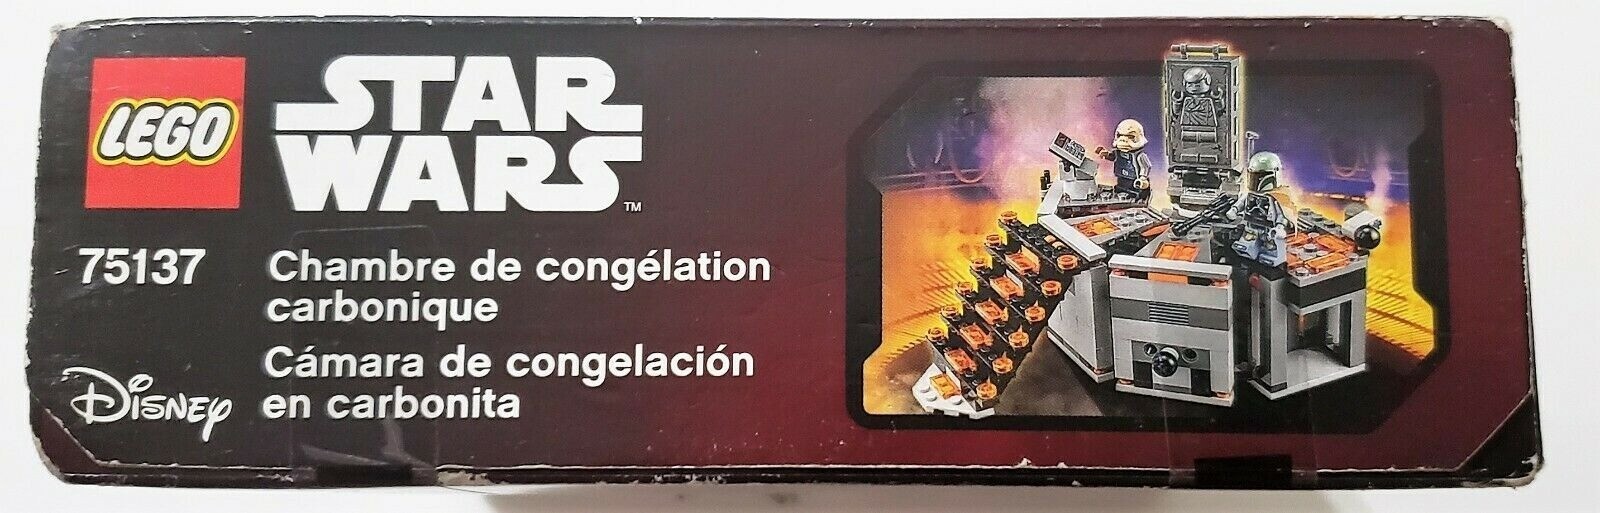 LEGO
STAR
WARS
TM
75137
Chambre de congélation
carbonique
Cámara de congelación
en carbonita
Disney